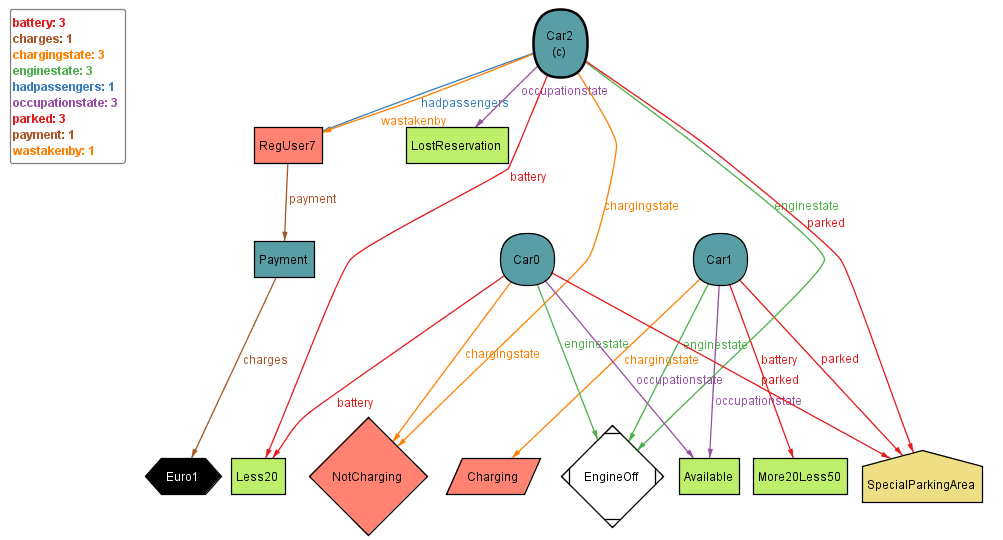 battery: 3
charges: 1
chargingstate: 3
enginestate: 3
hadpassengers: 1
occupationstate: 3
parked: 3
payment: 1
wastakenby: 1
Car2
(c)
occupationstate
hadpassengers
wastakenby
RegUser7
LostReservation
battery
payment
chargingstate
enginestate
parked
Payment
Car0
Car1
enginestate
enginestate
chargingstate
charges
chargingstate
battery
parked
occupationstate
parked
battery
occupationstate
Euro1
Less20
NotCharging
Charging
EngineOff
Available
More20Less50
SpecialParkingArea